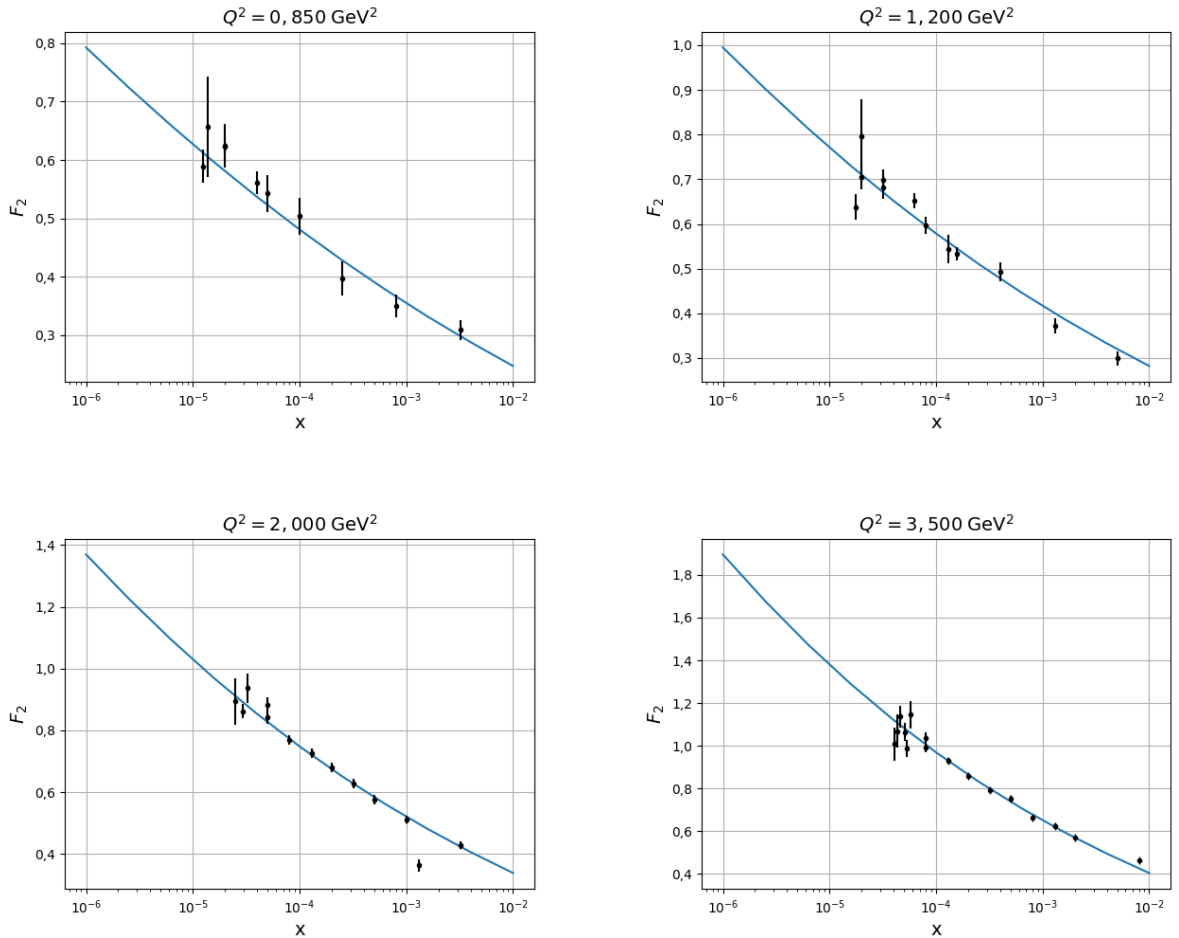 Q² = 0,850 GeV²
0,8
0,7
0,6
0,5
0,4
0,3
F₂
10⁻⁶ 10⁻⁵ 10⁻⁴ 10⁻³ 10⁻²
x
Q² = 1,200 GeV²
1,0
0,9
0,8
0,7
0,6
0,5
0,4
0,3
F₂
10⁻⁶ 10⁻⁵ 10⁻⁴ 10⁻³ 10⁻²
x
Q² = 2,000 GeV²
1,4
1,2
1,0
0,8
0,6
0,4
F₂
10⁻⁶ 10⁻⁵ 10⁻⁴ 10⁻³ 10⁻²
x
Q² = 3,500 GeV²
1,8
1,6
1,4
1,2
1,0
0,8
0,6
0,4
F₂
10⁻⁶ 10⁻⁵ 10⁻⁴ 10⁻³ 10⁻²
x